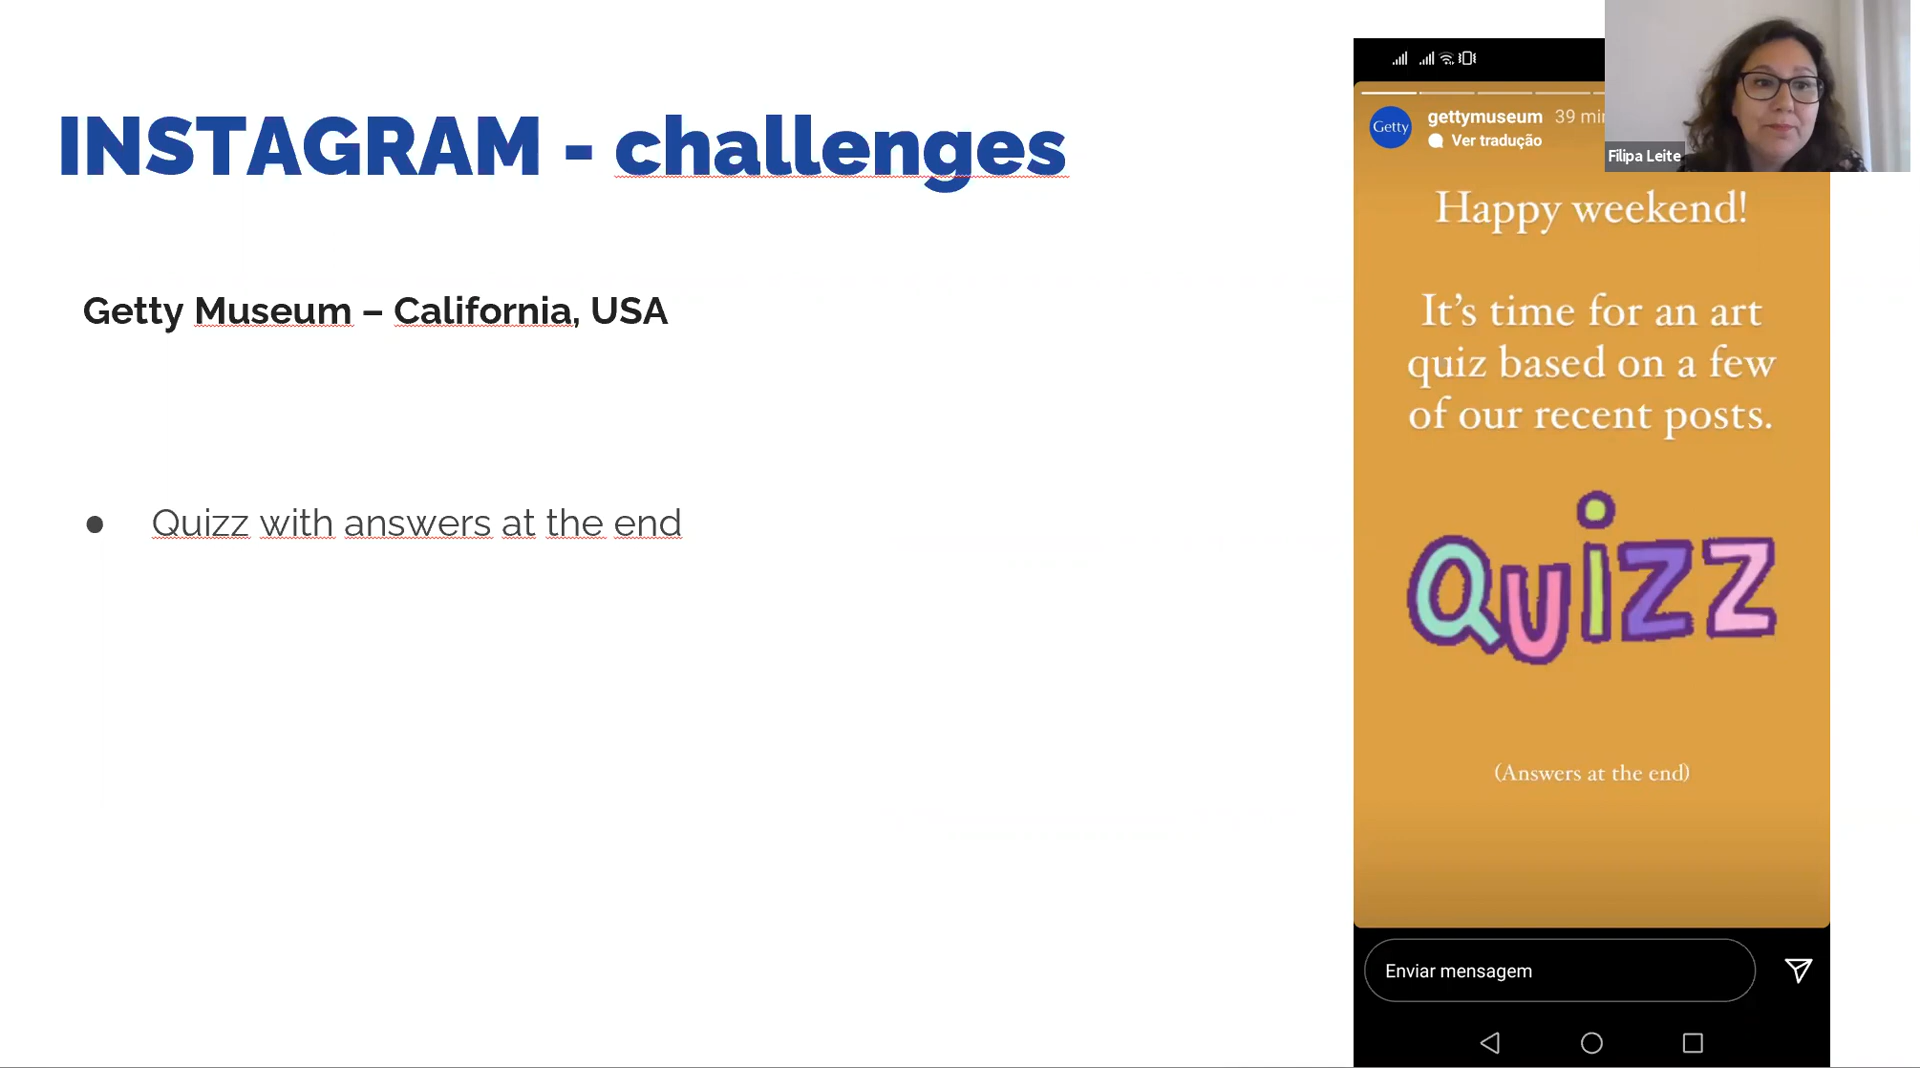 INSTAGRAM - challenges
Getty Museum – California, USA
● Quizz with answers at the end
Getty
gettymuseum 39 min
Ver tradução
Filipa Leite
Happy weekend!
It's time for an art
quiz based on a few
of our recent posts.
QUiZZ
(Answers at the end)
Enviar mensagem